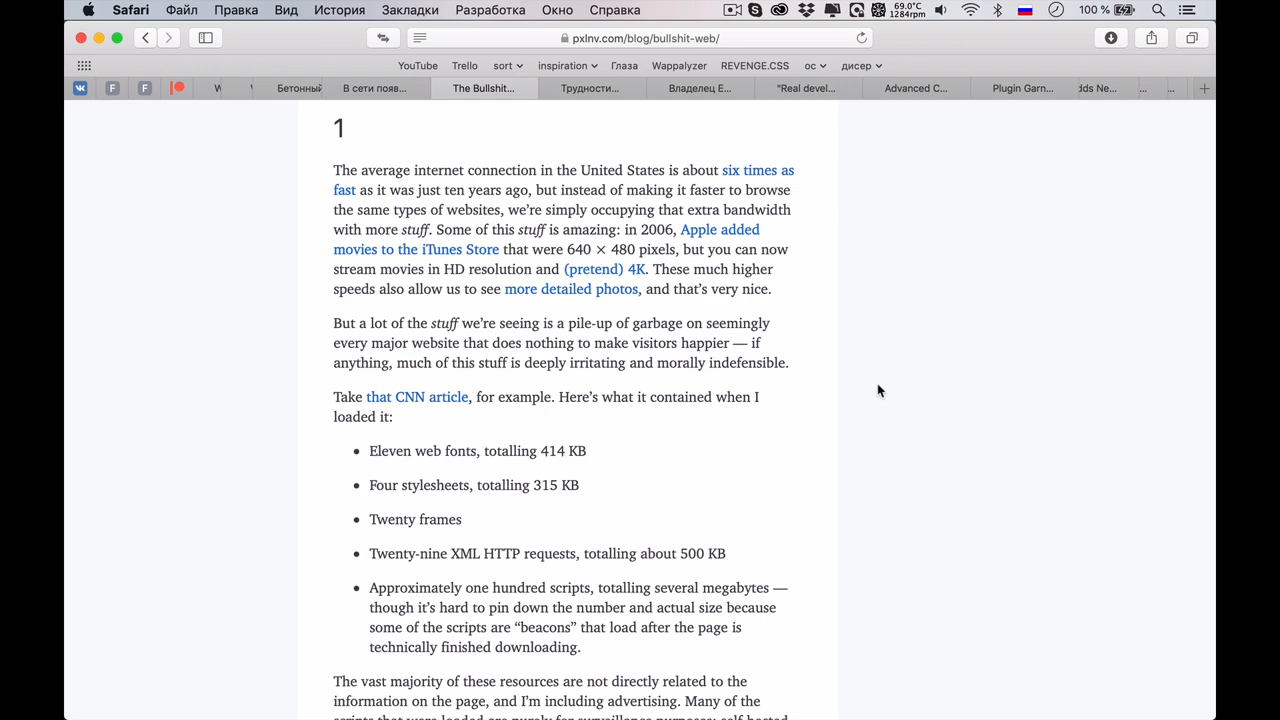 Safari Файл Правка Вид История Закладки Разработка Окно Справка 69.0°C 1284rpm 100 %
pxlnv.com/blog/bullshit-web/
YouTube Trello sort inspiration Глаза Wappalyzer REVENGE.CSS ос дисер
F F Бетонный В сети появ... The Bullshit... Трудности... Владелец Е... "Real devel... Advanced C... Plugin Garn... dds Ne... ... ...
1
The average internet connection in the United States is about six times as
fast as it was just ten years ago, but instead of making it faster to browse
the same types of websites, we’re simply occupying that extra bandwidth
with more stuff. Some of this stuff is amazing: in 2006, Apple added
movies to the iTunes Store that were 640 × 480 pixels, but you can now
stream movies in HD resolution and (pretend) 4K. These much higher
speeds also allow us to see more detailed photos, and that’s very nice.
But a lot of the stuff we’re seeing is a pile-up of garbage on seemingly
every major website that does nothing to make visitors happier — if
anything, much of this stuff is deeply irritating and morally indefensible.
Take that CNN article, for example. Here’s what it contained when I
loaded it:
• Eleven web fonts, totalling 414 KB
• Four stylesheets, totalling 315 KB
• Twenty frames
• Twenty-nine XML HTTP requests, totalling about 500 KB
• Approximately one hundred scripts, totalling several megabytes —
though it’s hard to pin down the number and actual size because
some of the scripts are “beacons” that load after the page is
technically finished downloading.
The vast majority of these resources are not directly related to the
information on the page, and I’m including advertising. Many of the
scripts that were loaded are purely for surveillance purposes: self-hosted